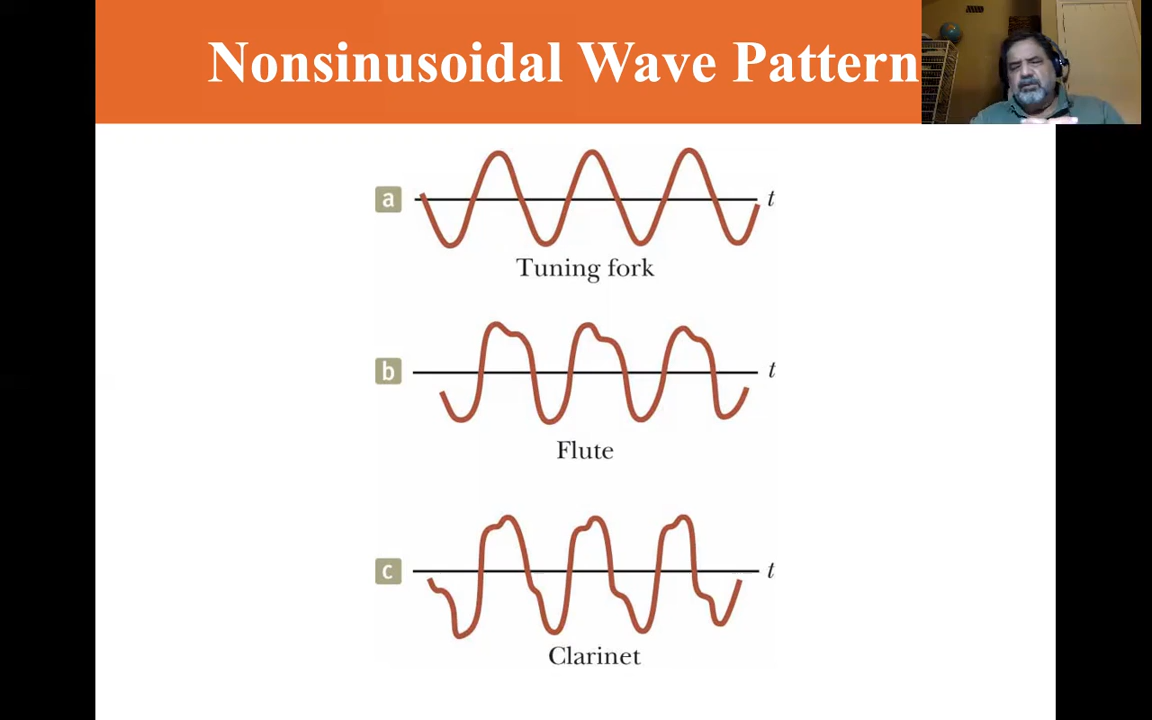 Nonsinusoidal Wave Pattern
a
t
Tuning fork
b
t
Flute
c
t
Clarinet